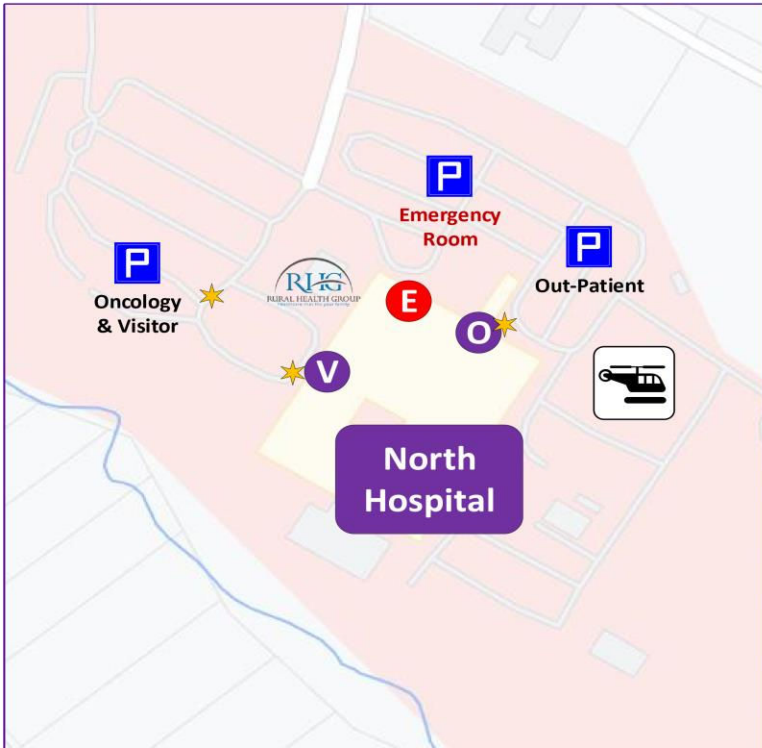 P
Emergency
Room
P
Out-Patient
P
Oncology
& Visitor
RHG
RURAL HEALTH GROUP
E
O
V
North
Hospital